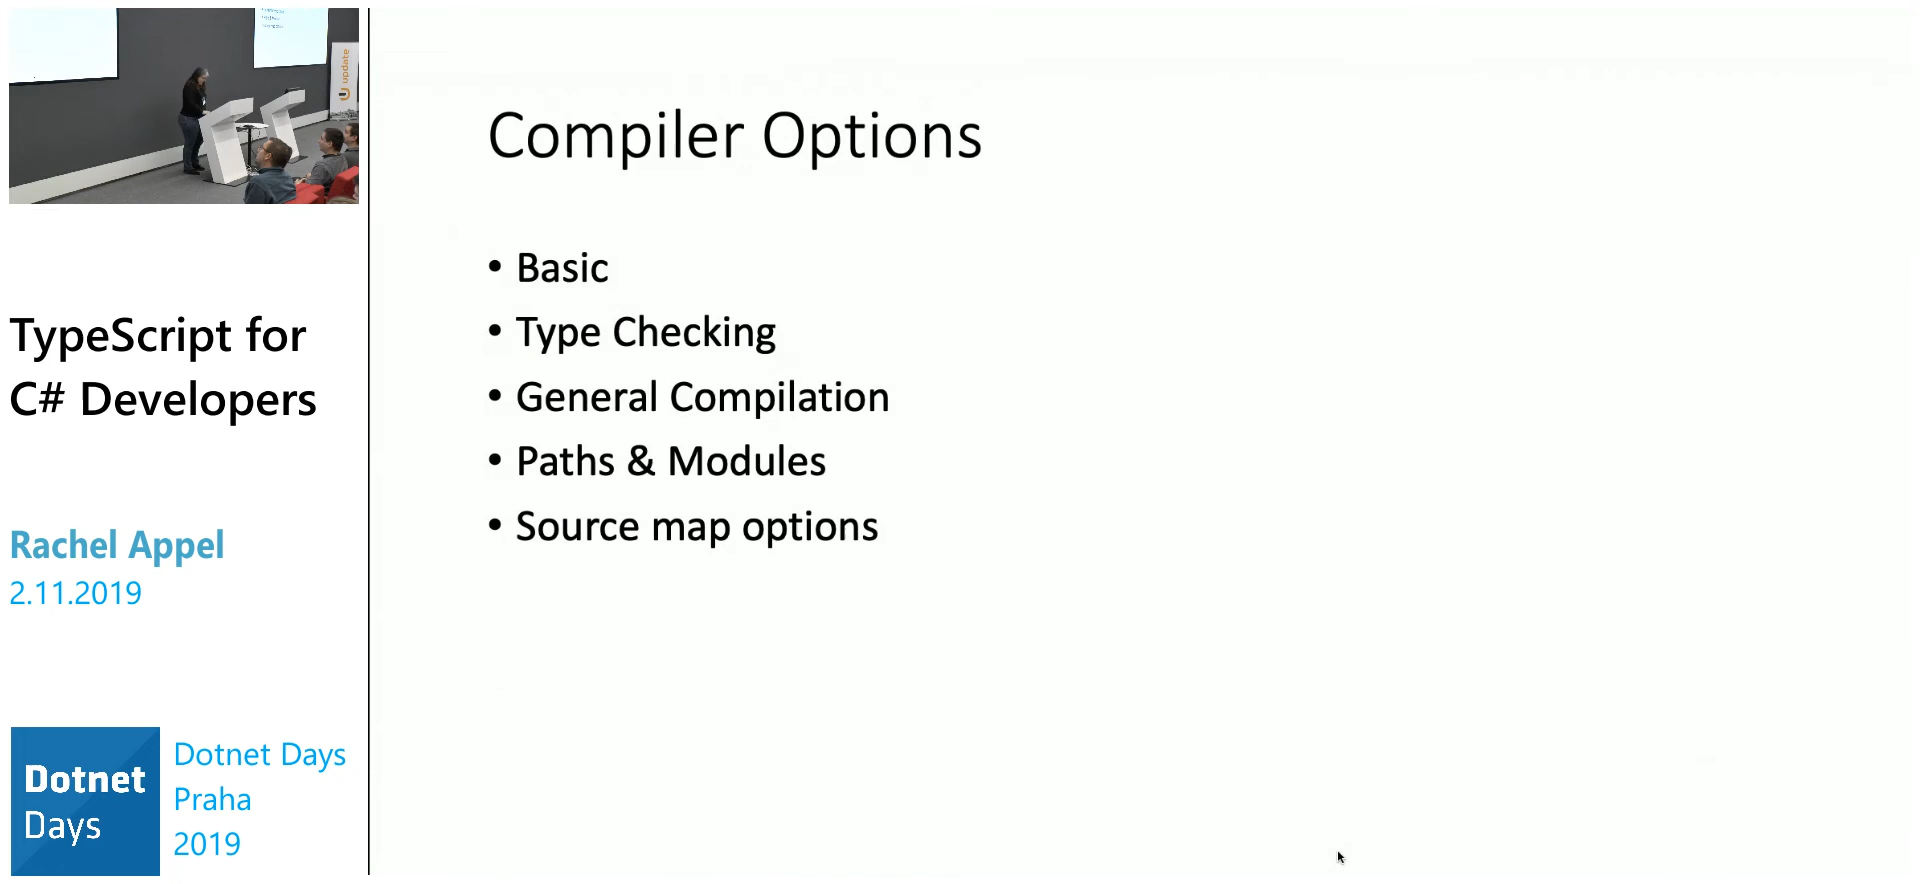 update
TypeScript for
C# Developers
Rachel Appel
2.11.2019
Dotnet
Days
Dotnet Days
Praha
2019
Compiler Options
• Basic
• Type Checking
• General Compilation
• Paths & Modules
• Source map options